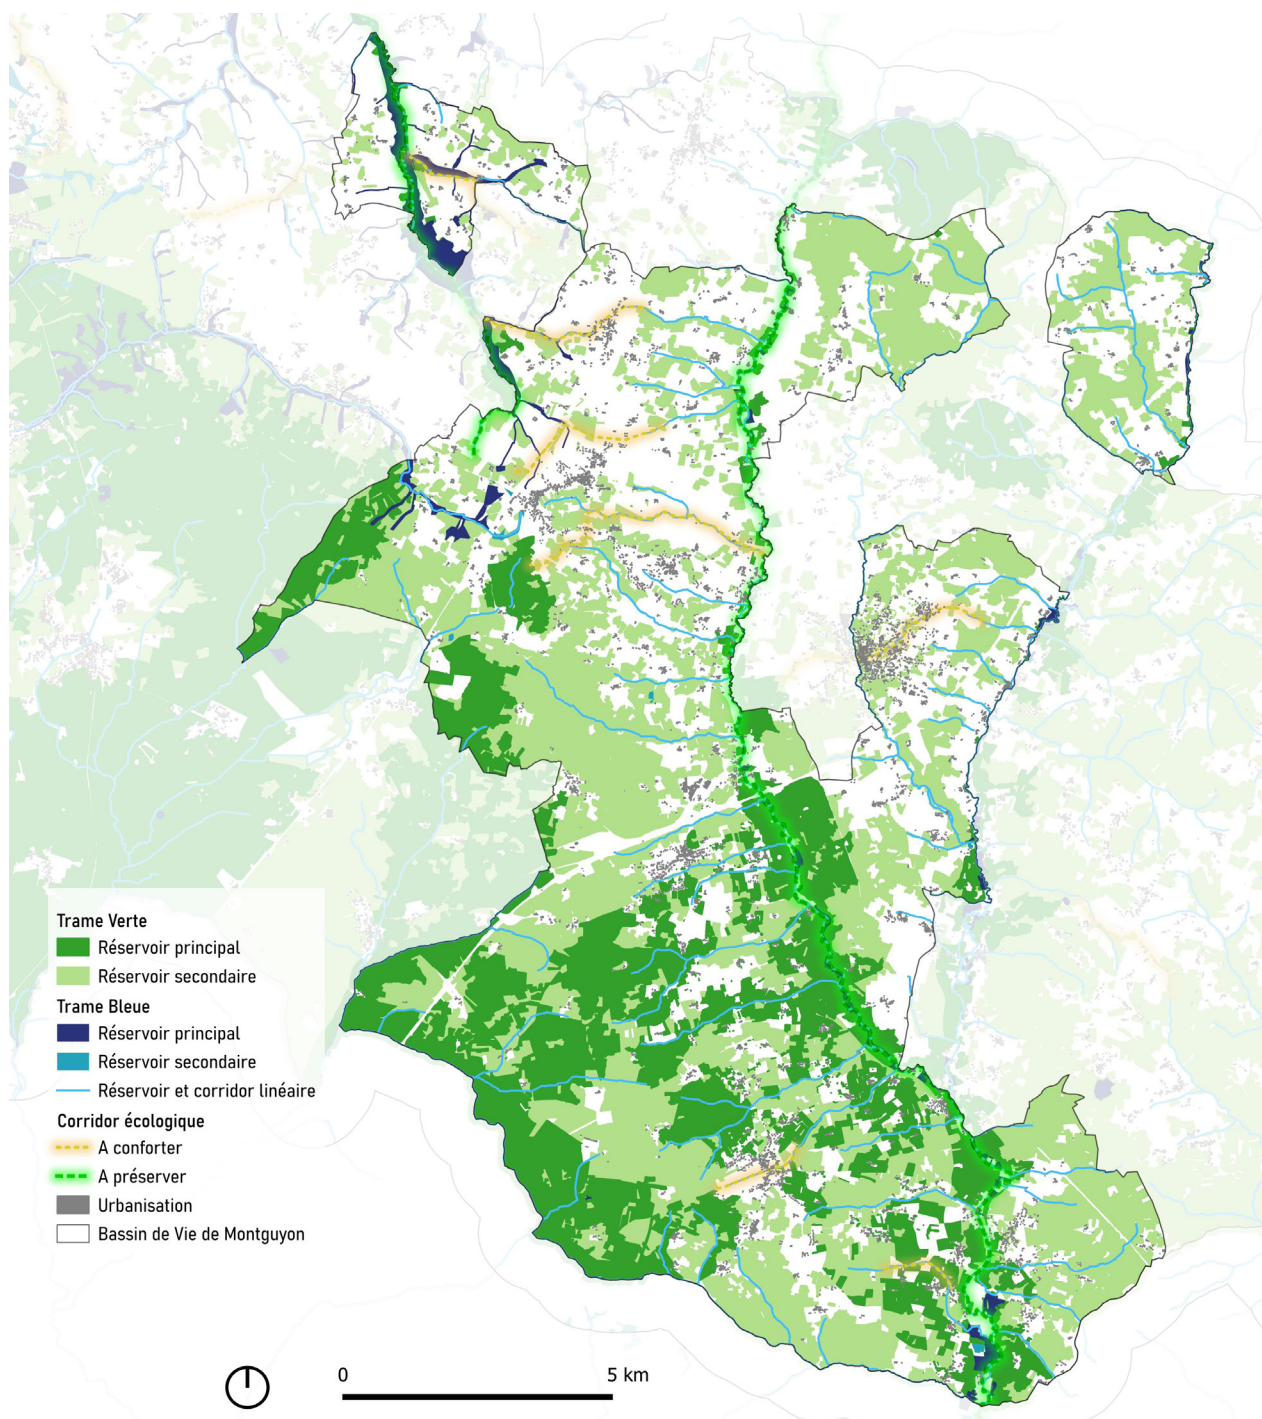 Trame Verte
Réservoir principal
Réservoir secondaire
Trame Bleue
Réservoir principal
Réservoir secondaire
Réservoir et corridor linéaire
Corridor écologique
A conforter
A préserver
Urbanisation
Bassin de Vie de Montguyon
0 5 km